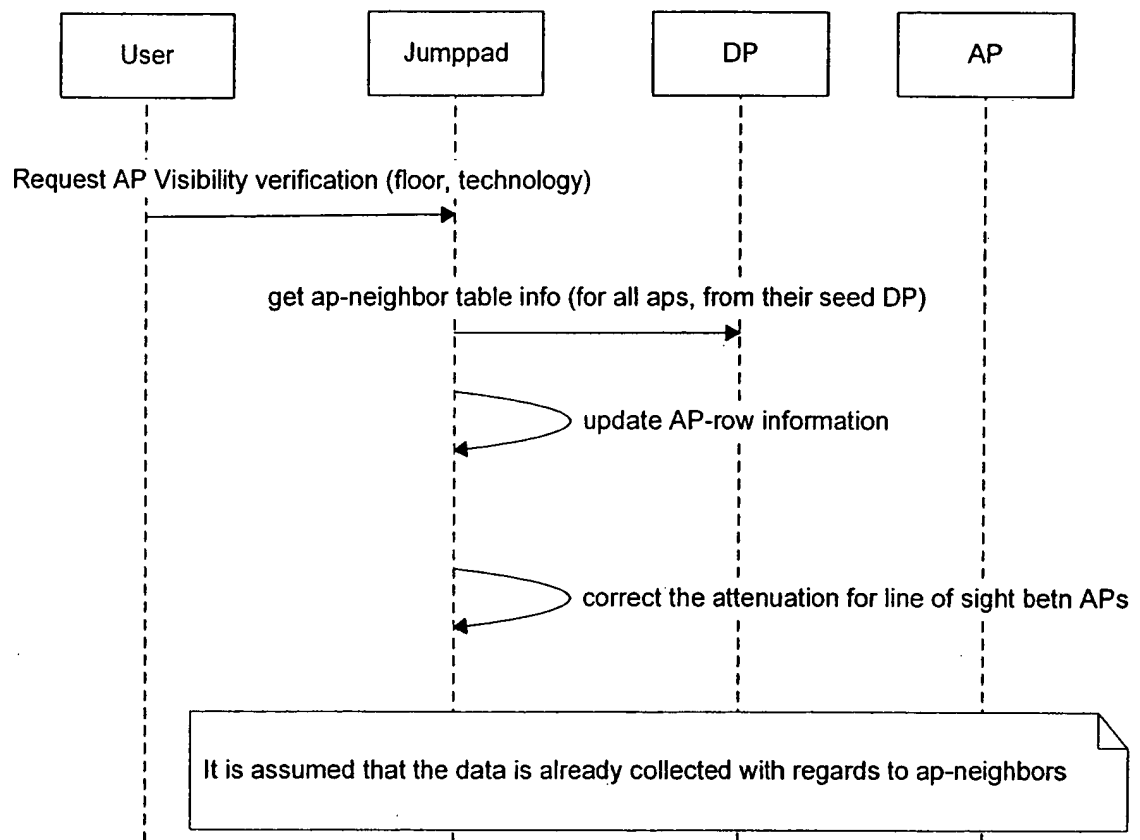 User
Jumppad
DP
AP
Request AP Visibility verification (floor, technology)
get ap-neighbor table info (for all aps, from their seed DP)
update AP-row information
correct the attenuation for line of sight betn APs
It is assumed that the data is already collected with regards to ap-neighbors